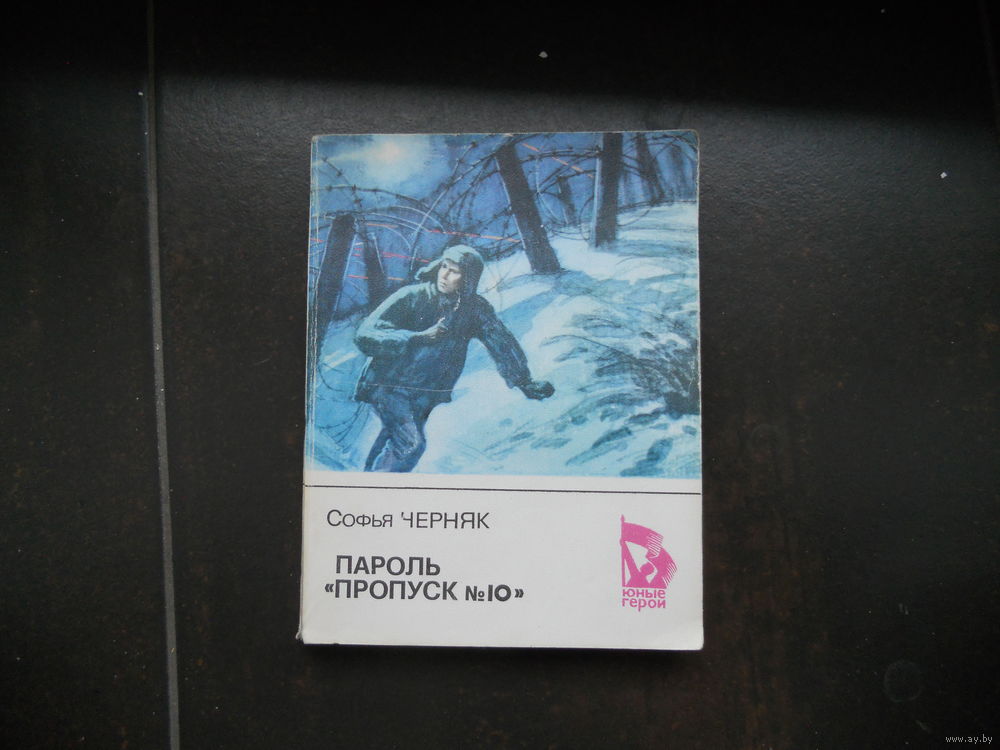 Софья ЧЕРНЯК
ПАРОЛЬ
«ПРОПУСК №10»
юные
герои
www.ay.by